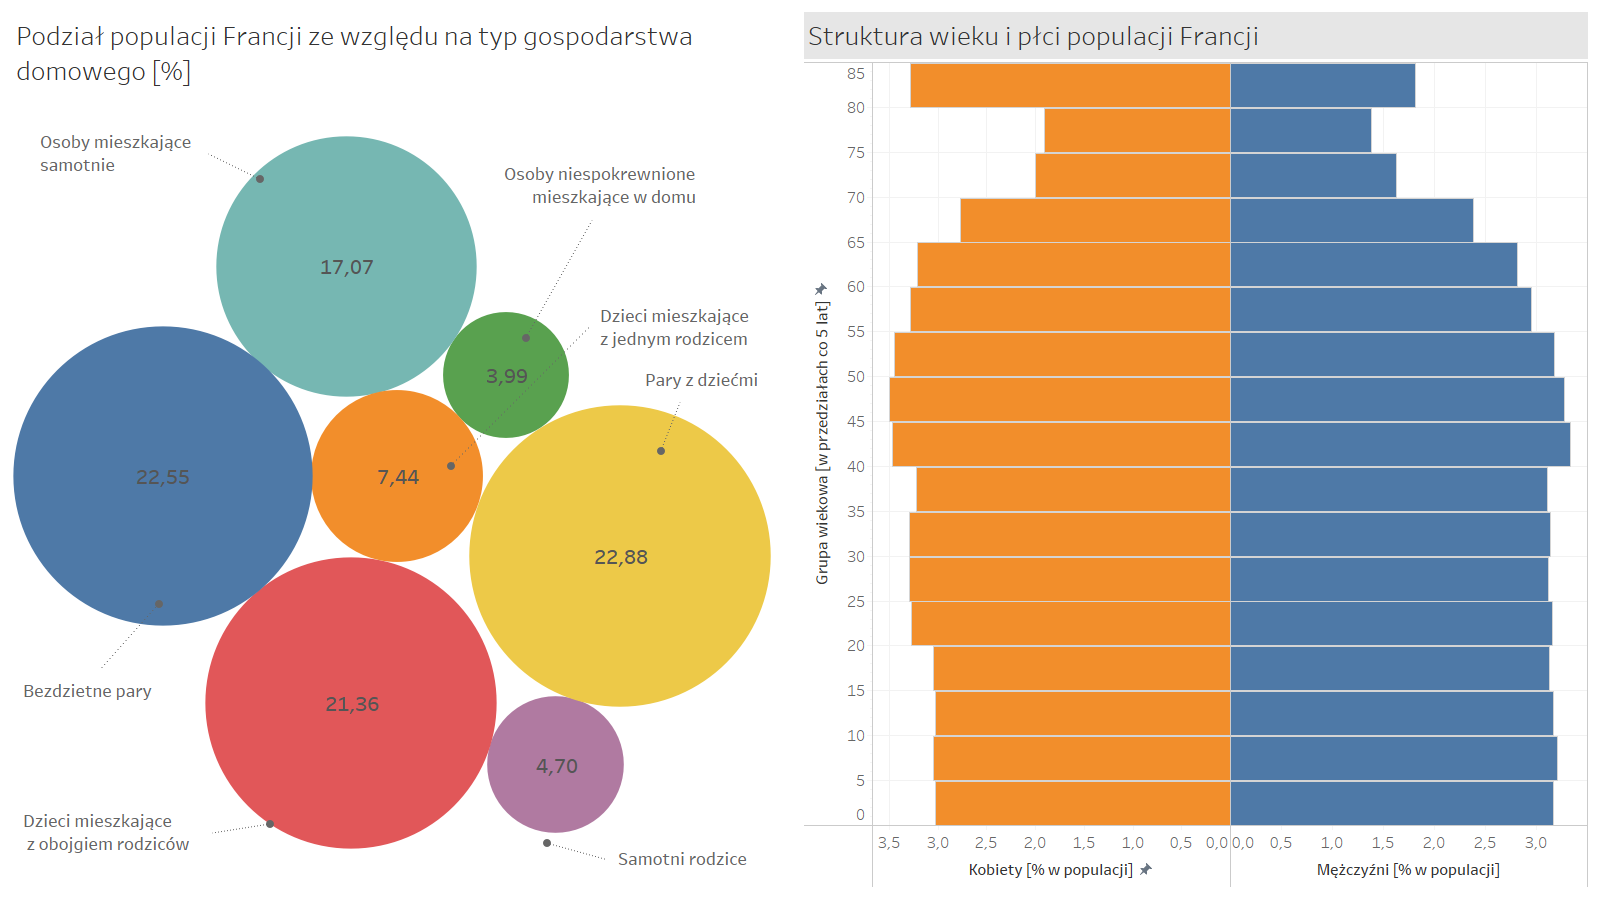 Podział populacji Francji ze względu na typ gospodarstwa
domowego [%]
Osoby mieszkające
samotnie
Osoby niespokrewnione
mieszkające w domu
17,07
Dzieci mieszkające
z jednym rodzicem
3,99
Pary z dziećmi
22,55
7,44
22,88
Bezdzietne pary
21,36
4,70
Dzieci mieszkające
z obojgiem rodziców
Samotni rodzice
Struktura wieku i płci populacji Francji
Grupa wiekowa [w przedziałach co 5 lat]
85
80
75
70
65
60
55
50
45
40
35
30
25
20
15
10
5
0
3,5 3,0 2,5 2,0 1,5 1,0 0,5 0,0 0,0 0,5 1,0 1,5 2,0 2,5 3,0
Kobiety [% w populacji]
Mężczyźni [% w populacji]